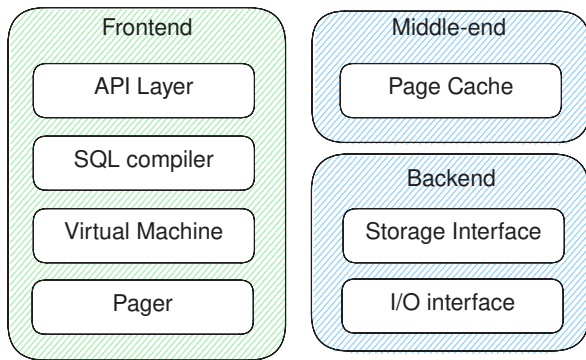 Frontend
API Layer
SQL compiler
Virtual Machine
Pager
Middle-end
Page Cache
Backend
Storage Interface
I/O interface